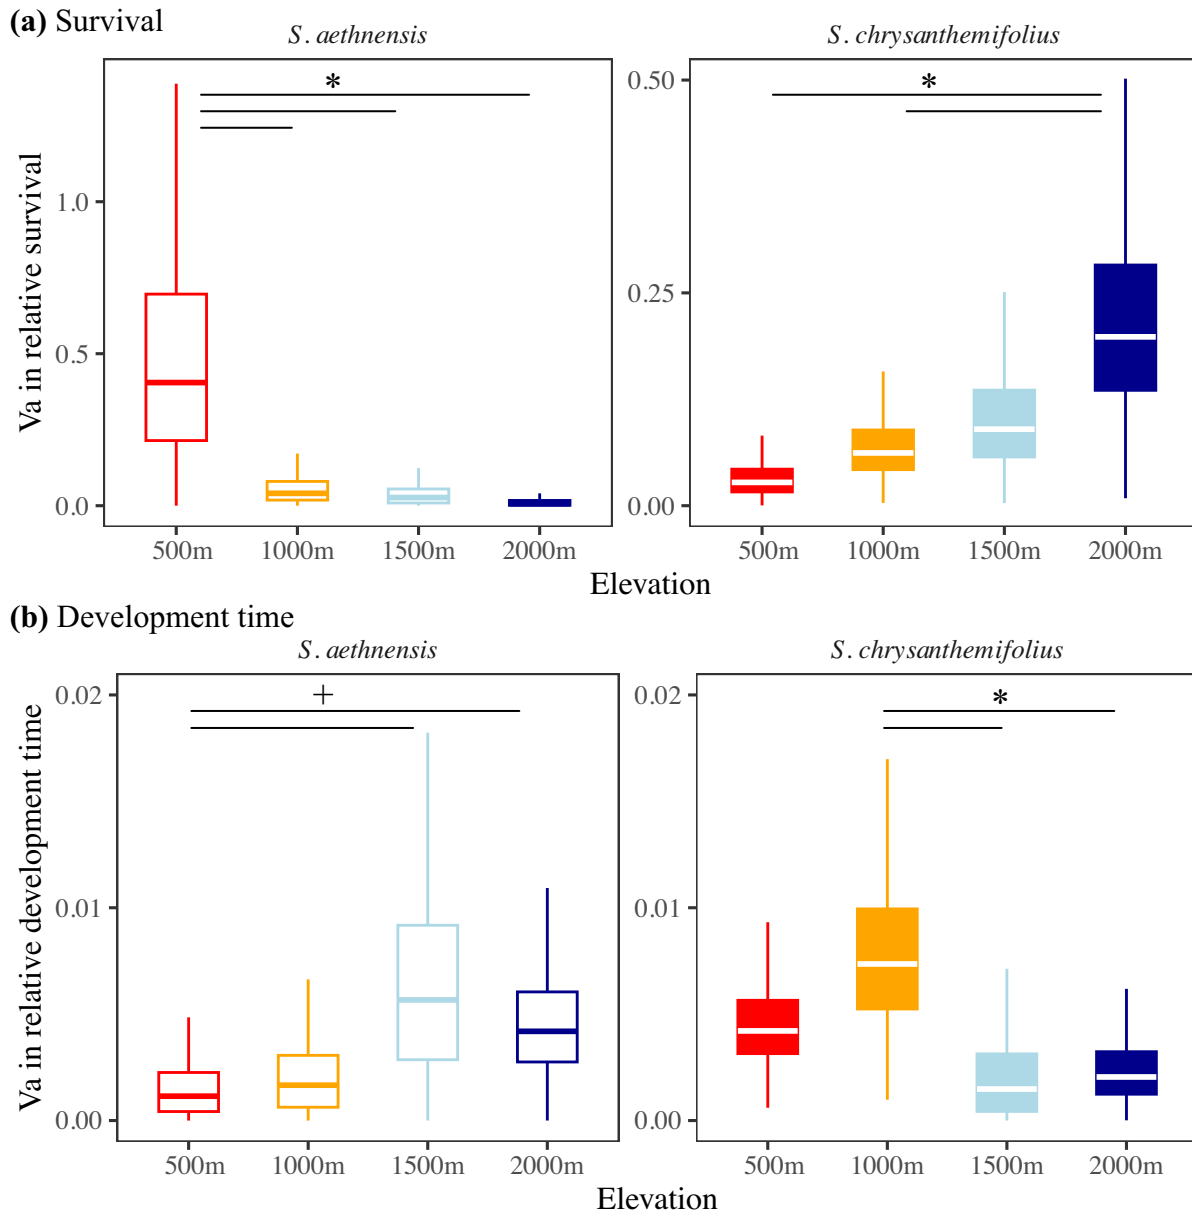 (a) Survival
S. aethnensis
S. chrysanthemifolius
Va in relative survival
1.0
0.5
0.0
*
0.50
0.25
0.00
*
500m 1000m 1500m 2000m
500m 1000m 1500m 2000m
Elevation
(b) Development time
S. aethnensis
S. chrysanthemifolius
Va in relative development time
0.02
0.01
0.00
+
0.02
0.01
0.00
*
500m 1000m 1500m 2000m
500m 1000m 1500m 2000m
Elevation